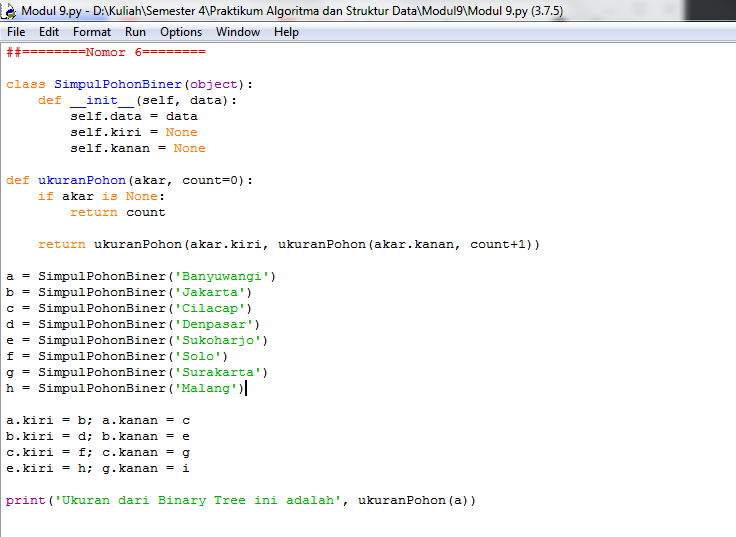 Modul 9.py - D:\Kuliah\Semester 4\Praktikum Algoritma dan Struktur Data\Modul9\Modul 9.py (3.7.5)
File Edit Format Run Options Window Help
##========Nomor 6========
class SimpulPohonBiner(object):
    def __init__(self, data):
        self.data = data
        self.kiri = None
        self.kanan = None
def ukuranPohon(akar, count=0):
    if akar is None:
        return count
    return ukuranPohon(akar.kiri, ukuranPohon(akar.kanan, count+1))
a = SimpulPohonBiner('Banyuwangi')
b = SimpulPohonBiner('Jakarta')
c = SimpulPohonBiner('Cilacap')
d = SimpulPohonBiner('Denpasar')
e = SimpulPohonBiner('Sukoharjo')
f = SimpulPohonBiner('Solo')
g = SimpulPohonBiner('Surakarta')
h = SimpulPohonBiner('Malang')
a.kiri = b; a.kanan = c
b.kiri = d; b.kanan = e
c.kiri = f; c.kanan = g
e.kiri = h; g.kanan = i
print('Ukuran dari Binary Tree ini adalah', ukuranPohon(a))